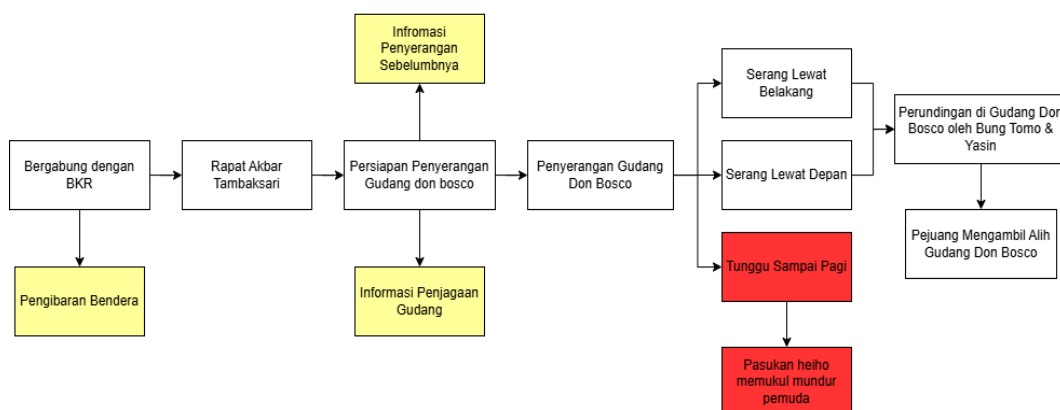 Infromasi
Penyerangan
Sebelumbnya
Serang Lewat
Belakang
Perundingan di Gudang Don
Bosco oleh Bung Tomo &
Yasin
Bergabung dengan
BKR
Rapat Akbar
Tambaksari
Persiapan Penyerangan
Gudang don bosco
Penyerangan Gudang
Don Bosco
Serang Lewat Depan
Pejuang Mengambil Alih
Gudang Don Bosco
Pengibaran Bendera
Informasi Penjagaan
Gudang
Tunggu Sampai Pagi
Pasukan heiho
memukul mundur
pemuda